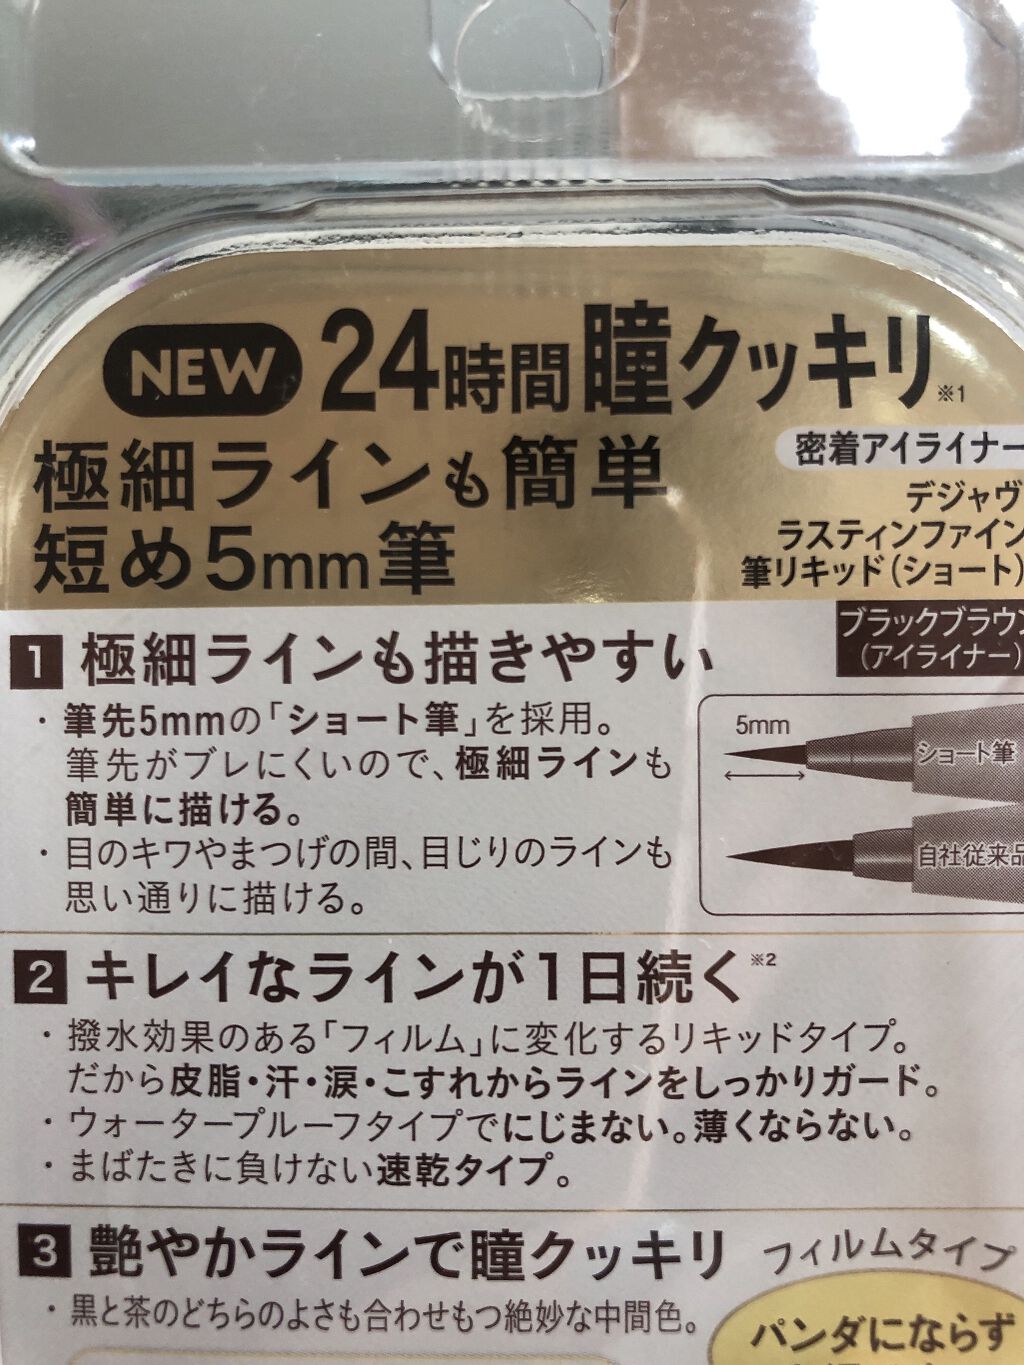 NEW 24時間 瞳クッキリ ※1
極細ラインも簡単
短め5mm筆
密着アイライナー
デジャヴ
ラスティンファイン
筆リキッド(ショート)
ブラックブラウン
(アイライナー)
1 極細ラインも描きやすい
・筆先5mmの「ショート筆」を採用。
筆先がブレにくいので、極細ラインも
簡単に描ける。
・目のキワやまつげの間、目じりのラインも
思い通りに描ける。
5mm
ショート筆
自社従来品
2 キレイなラインが1日続く※2
・撥水効果のある「フィルム」に変化するリキッドタイプ。
だから皮脂・汗・涙・こすれからラインをしっかりガード。
・ウォータープルーフタイプでにじまない。薄くならない。
・まばたきに負けない速乾タイプ。
3 艶やかラインで瞳クッキリ
・黒と茶のどちらのよさも合わせもつ絶妙な中間色。
フィルムタイプ
パンダにならず